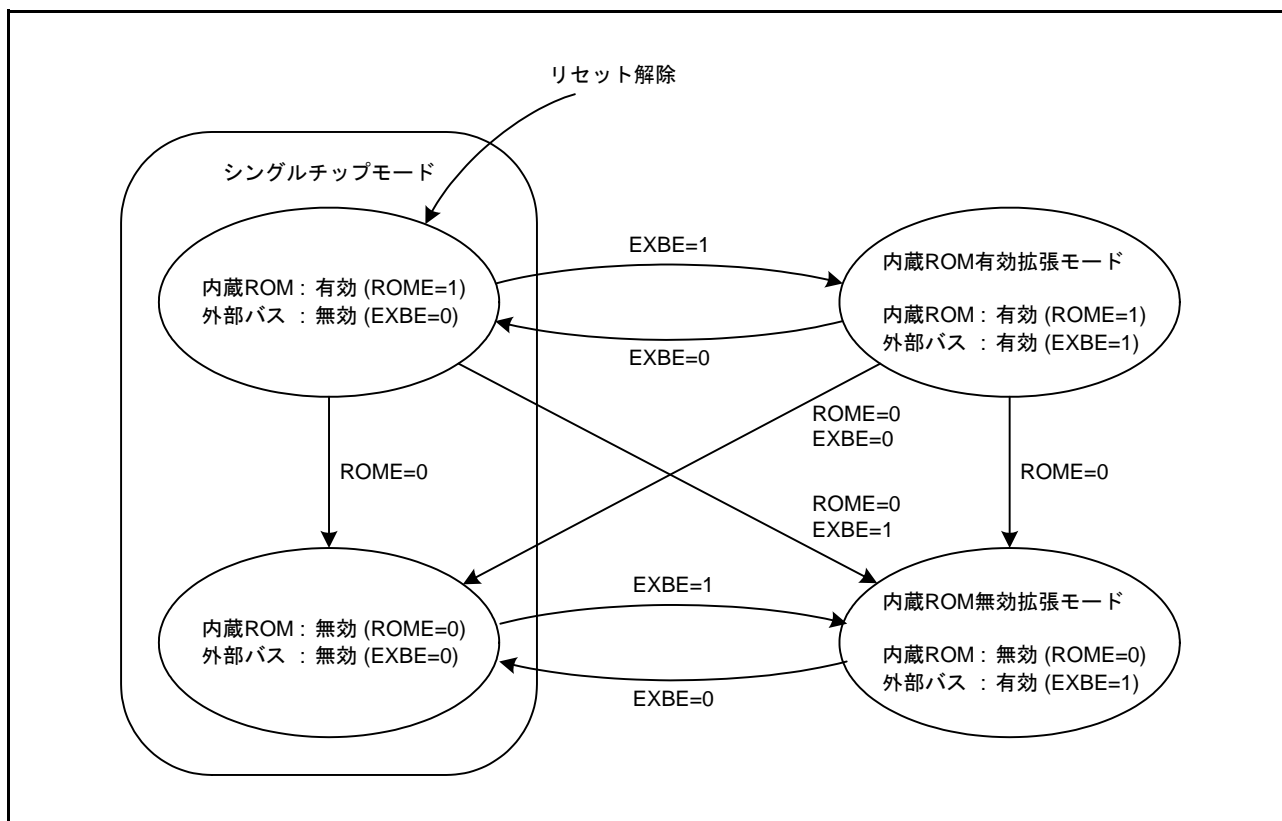 リセット解除
シングルチップモード
内蔵ROM : 有効 (ROME=1)
外部バス : 無効 (EXBE=0)
EXBE=1
EXBE=0
内蔵ROM有効拡張モード
内蔵ROM : 有効 (ROME=1)
外部バス : 有効 (EXBE=1)
ROME=0
ROME=0
EXBE=0
ROME=0
EXBE=1
ROME=0
内蔵ROM : 無効 (ROME=0)
外部バス : 無効 (EXBE=0)
EXBE=1
EXBE=0
内蔵ROM無効拡張モード
内蔵ROM : 無効 (ROME=0)
外部バス : 有効 (EXBE=1)